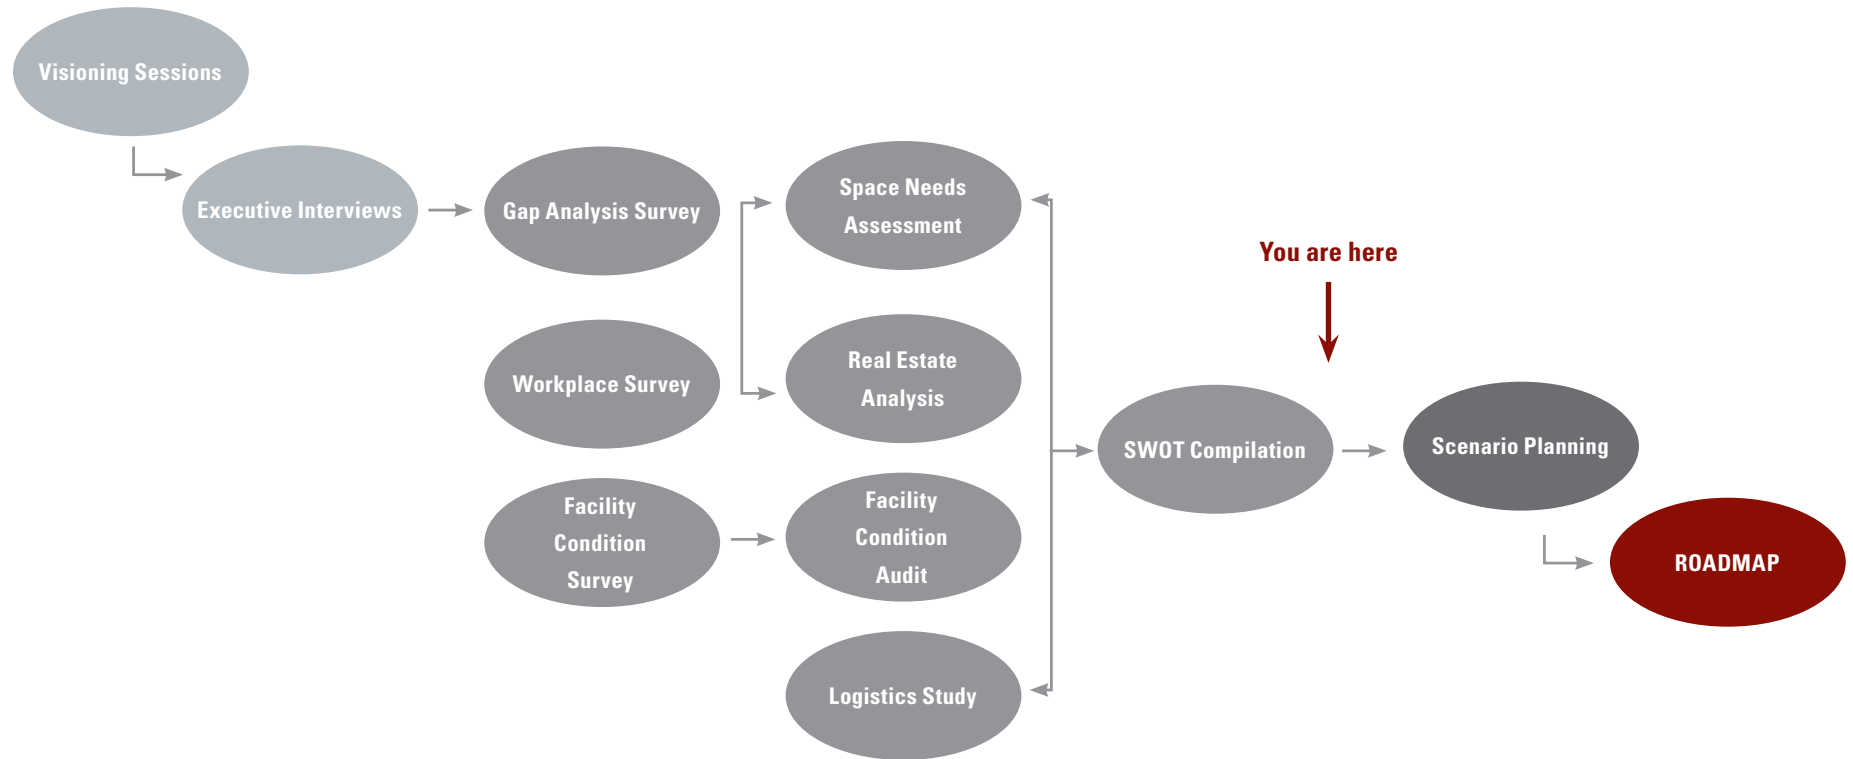 Visioning Sessions
Executive Interviews
Gap Analysis Survey
Space Needs
Assessment
You are here
Workplace Survey
Real Estate
Analysis
SWOT Compilation
Scenario Planning
Facility
Condition
Survey
Facility
Condition
Audit
ROADMAP
Logistics Study